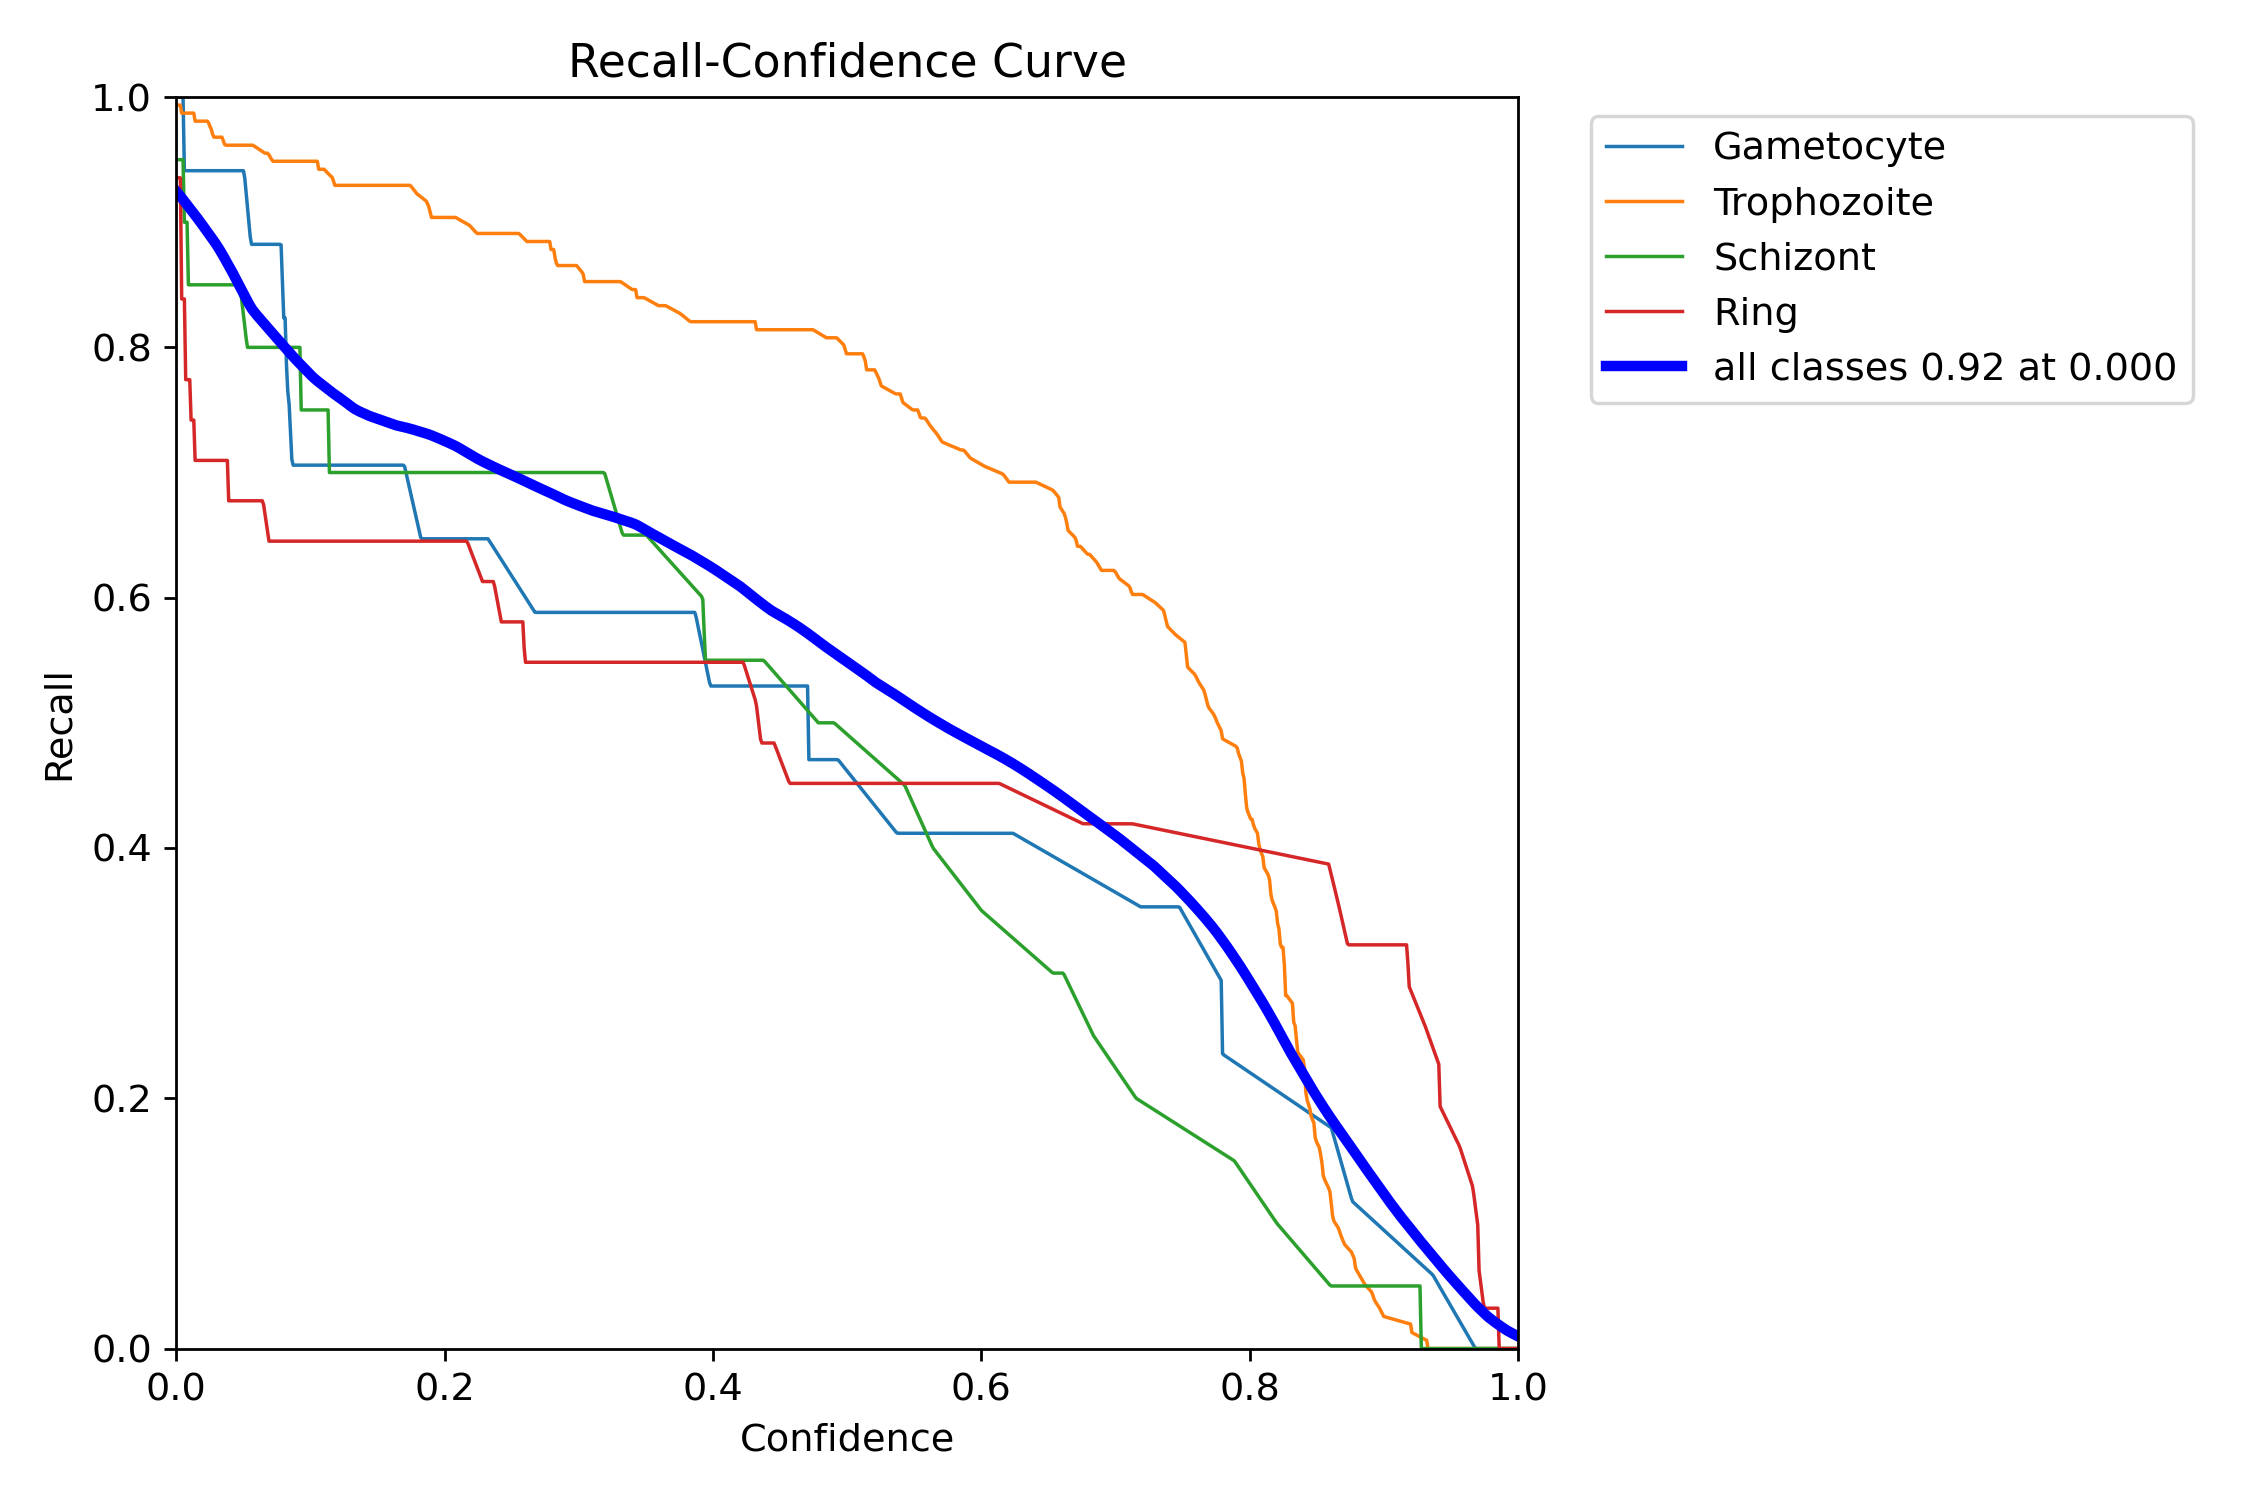 Recall-Confidence Curve
1.0
0.8
0.6
0.4
0.2
0.0
Recall
0.0 0.2 0.4 0.6 0.8 1.0
Confidence
Gametocyte
Trophozoite
Schizont
Ring
all classes 0.92 at 0.000